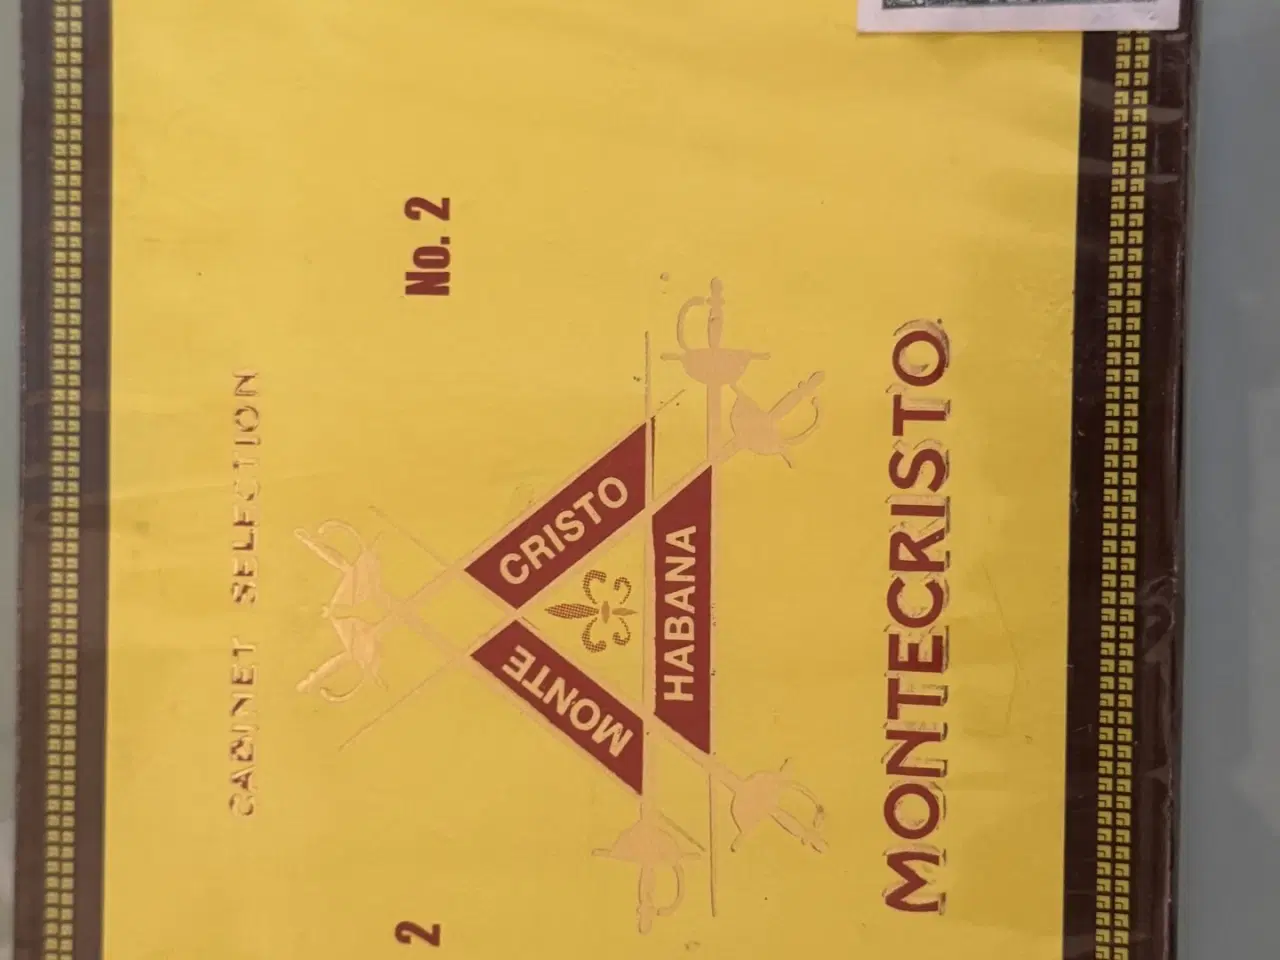 CABINET SELECTION
2
No. 2
MONTE
CRISTO
HABANA
MONTECRISTO